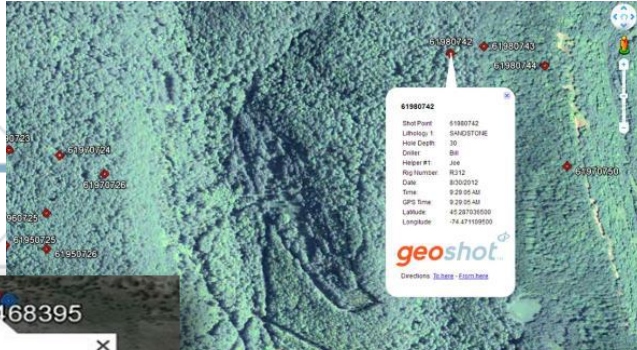 61980742
61980743
61980744
61970724
61970726
61970750
61950725
61950726
468395
61980742
Shot Point 61980742
Lithology 1 SANDSTONE
Hole Depth 30
Driller Bill
Helper #1 Joe
Rig Number R312
Date 8/30/2012
Time 9:29:05 AM
GPS Time 9:29:05 AM
Latitude 45.287039500
Longitude -74.471109500
geoshot
Directions: To here - From here